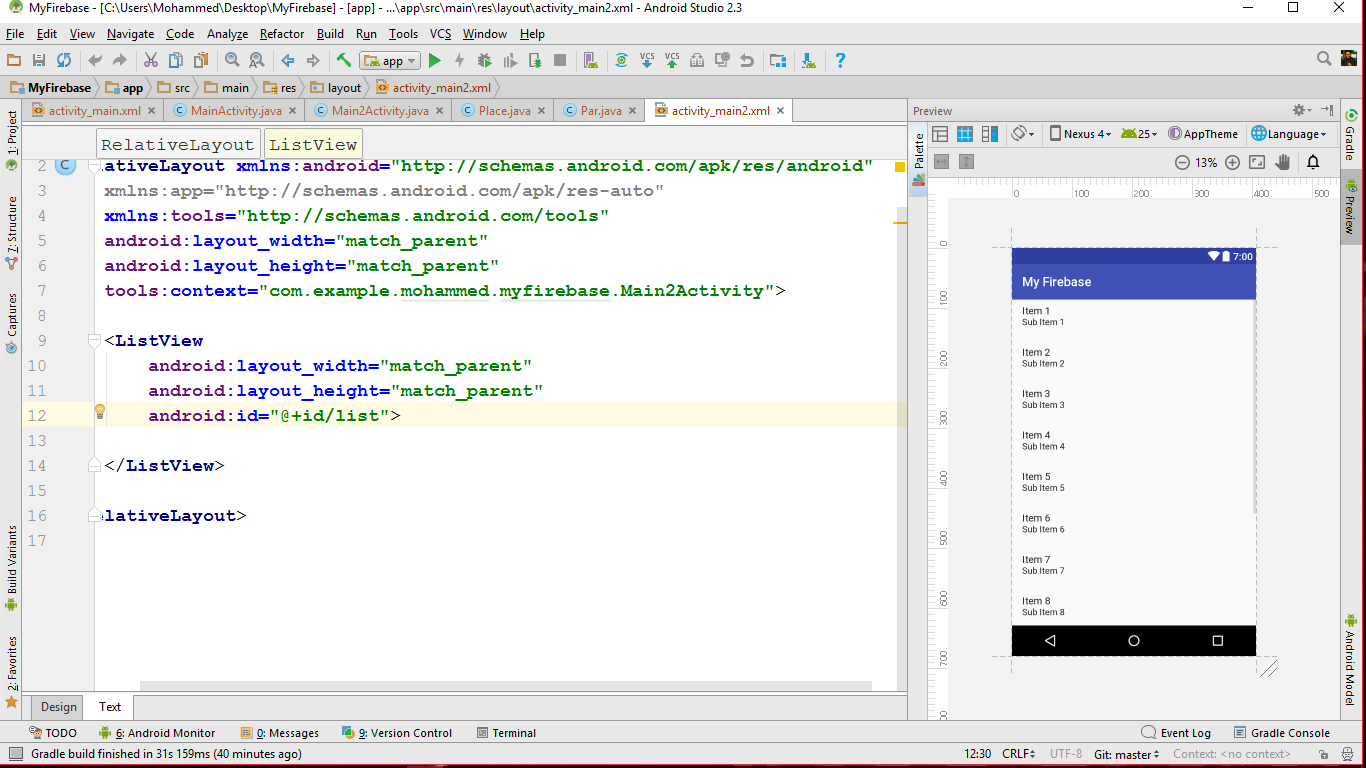 MyFirebase - [C:\Users\Mohammed\Desktop\MyFirebase] - [app] - ...\app\src\main\res\layout\activity_main2.xml - Android Studio 2.3
File Edit View Navigate Code Analyze Refactor Build Run Tools VCS Window Help
app
MyFirebase app src main res layout activity_main2.xml
activity_main.xml MainActivity.java Main2Activity.java Place.java Par.java activity_main2.xml
Preview
Nexus 4 25 AppTheme Language
13%
1: Project
7: Structure
Captures
Build Variants
2: Favorites
RelativeLayout ListView
2 ativeLayout xmlns:android="http://schemas.android.com/apk/res/android"
3 xmlns:app="http://schemas.android.com/apk/res-auto"
4 xmlns:tools="http://schemas.android.com/tools"
5 android:layout_width="match_parent"
6 android:layout_height="match_parent"
7 tools:context="com.example.mohammed.myfirebase.Main2Activity">
8
9 <ListView
10 android:layout_width="match_parent"
11 android:layout_height="match_parent"
12 android:id="@+id/list">
13
14 </ListView>
15
16 lativeLayout>
17
Design Text
Palette
0 100 200 300 400 500
0
100
200
300
400
500
600
700
7:00
My Firebase
Item 1
Sub Item 1
Item 2
Sub Item 2
Item 3
Sub Item 3
Item 4
Sub Item 4
Item 5
Sub Item 5
Item 6
Sub Item 6
Item 7
Sub Item 7
Item 8
Sub Item 8
Gradle
Preview
Android Model
TODO 6: Android Monitor 0: Messages 9: Version Control Terminal Event Log Gradle Console
Gradle build finished in 31s 159ms (40 minutes ago) 12:30 CRLF UTF-8 Git: master Context: <no context>